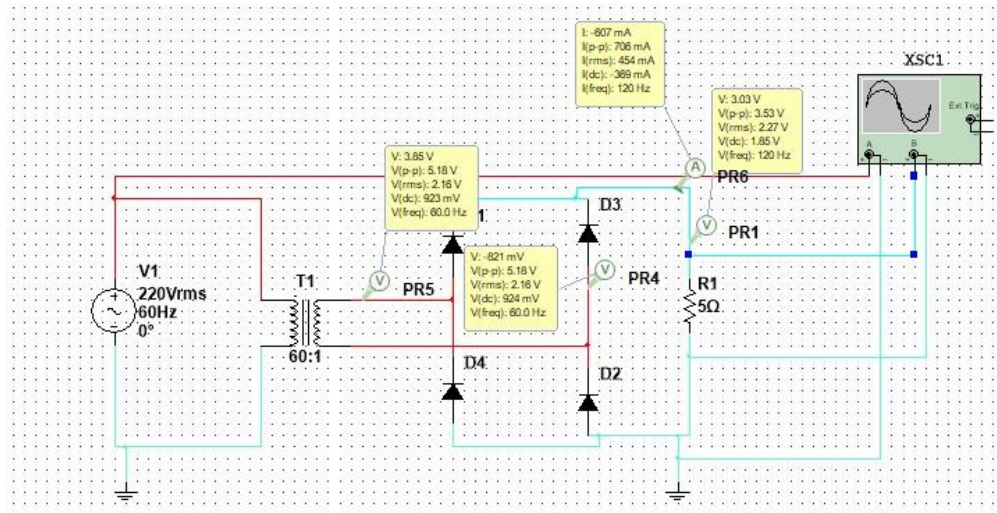 I: -607 mA
I(p-p): 706 mA
I(rms): 454 mA
I(dc): -369 mA
I(freq): 120 Hz
XSC1
Ext Trig
A
B
V: 3.03 V
V(p-p): 3.53 V
V(rms): 2.27 V
V(dc): 1.85 V
V(freq): 120 Hz
A
PR6
V: 3.85 V
V(p-p): 5.18 V
V(rms): 2.16 V
V(dc): 923 mV
V(freq): 60.0 Hz
1
D3
V
PR1
V: -821 mV
V(p-p): 5.18 V
V(rms): 2.16 V
V(dc): 924 mV
V(freq): 60.0 Hz
V
PR4
V1
220Vrms
60Hz
0°
T1
60:1
V
PR5
R1
5Ω
D4
D2